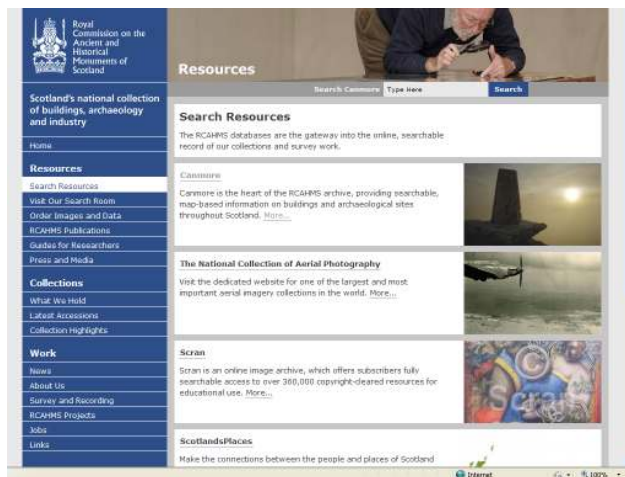 Royal
Commission on the
Ancient and
Historical
Monuments of
Scotland
Scotland's national collection
of buildings, archaeology
and industry
Home
Resources
Search Resources
Visit Our Search Room
Order Images and Data
RCAHMS Publications
Guides for Researchers
Press and Media
Collections
What We Hold
Latest Accessions
Collection Highlights
Work
News
About Us
Survey and Recording
RCAHMS Projects
Jobs
Links
Resources
Search Canmore Type Here Search
Search Resources
The RCAHMS databases are the gateway into the online, searchable
record of our collections and survey work.
Canmore
Canmore is the heart of the RCAHMS archive, providing searchable,
map-based information on buildings and archaeological sites
throughout Scotland. More...
The National Collection of Aerial Photography
Visit the dedicated website for one of the largest and most
important aerial imagery collections in the world. More...
Scran
Scran is an online image archive, which offers subscribers fully
searchable access to over 360,000 copyright-cleared resources for
educational use. More...
©
Scran
ScotlandsPlaces
Make the connections between the people and places of Scotland
Internet 100%